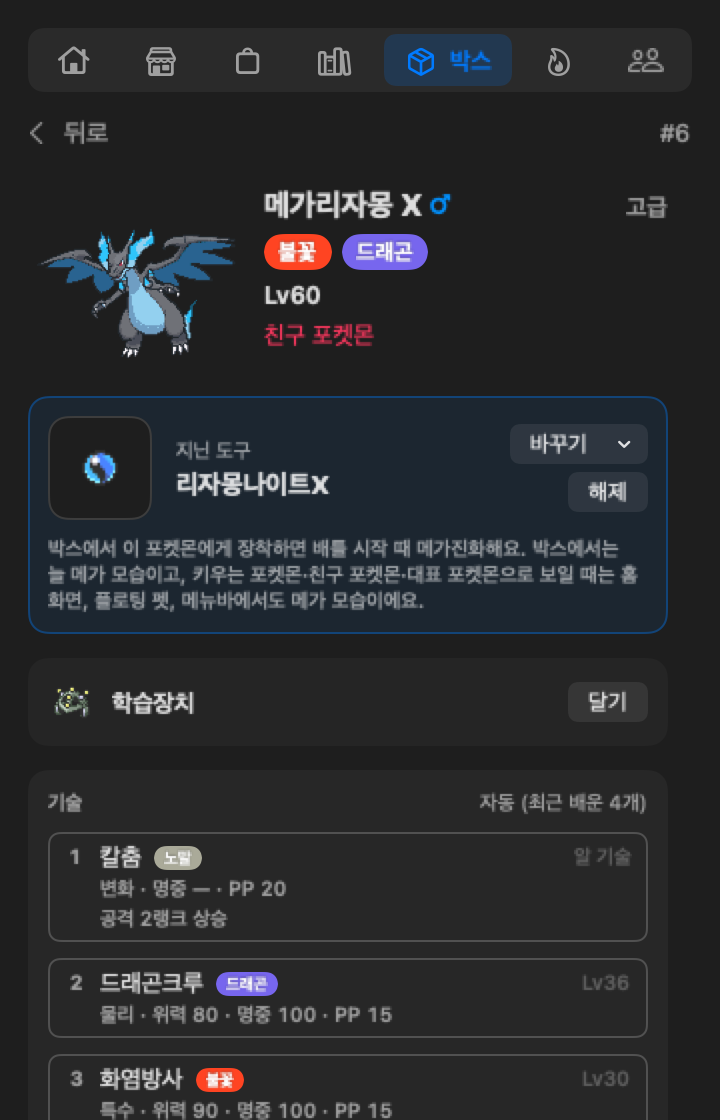 박스
뒤로
#6
메가리자몽 X ♂
고급
불꽃 드래곤
Lv60
친구 포켓몬
지닌 도구
리자몽나이트X
바꾸기
해제
박스에서 이 포켓몬에게 장착하면 배틀 시작 때 메가진화해요. 박스에서는
늘 메가 모습이고, 키우는 포켓몬·친구 포켓몬·대표 포켓몬으로 보일 때는 홈
화면, 플로팅 펫, 메뉴바에서도 메가 모습이에요.
학습장치
달기
기술
자동 (최근 배운 4개)
1 칼춤 노말 알 기술
변화 · 명중 — · PP 20
공격 2랭크 상승
2 드래곤크루 드래곤 Lv36
물리 · 위력 80 · 명중 100 · PP 15
3 화염방사 불꽃 Lv30
특수 · 위력 90 · 명중 100 · PP 15